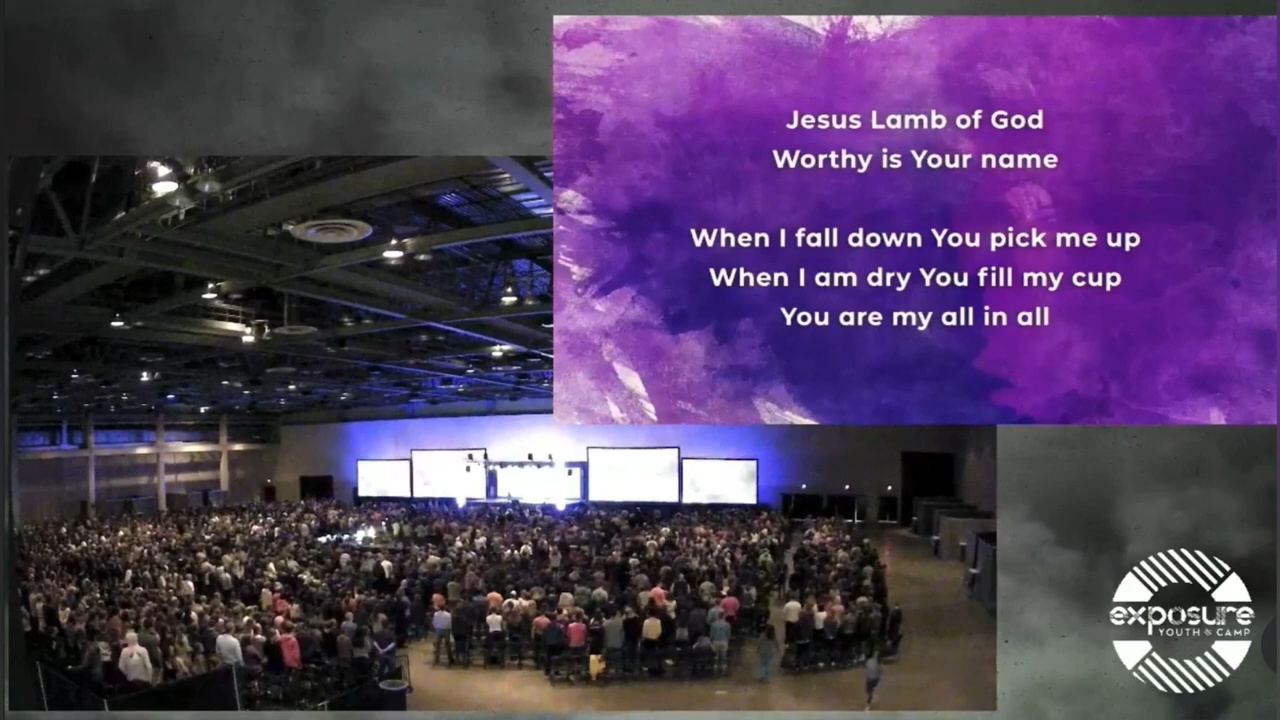 Jesus Lamb of God
Worthy is Your name
When I fall down You pick me up
When I am dry You fill my cup
You are my all in all
exposure
YOUTH CAMP